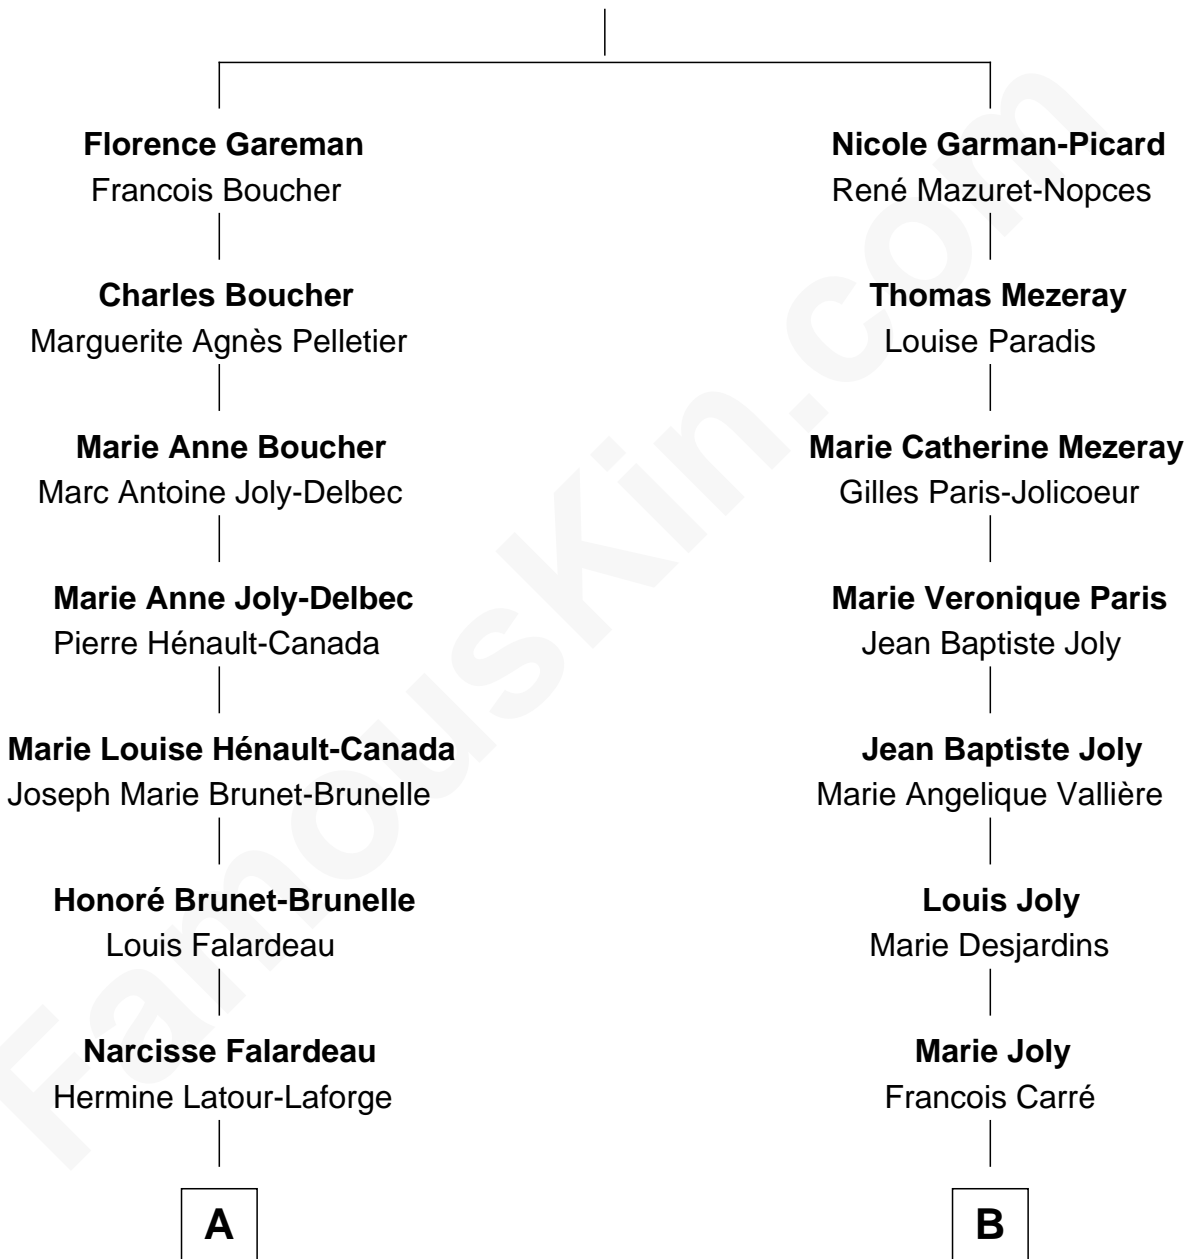 Florence Gareman
Francois Boucher
Charles Boucher
Marguerite Agnès Pelletier
Marie Anne Boucher
Marc Antoine Joly-Delbec
Marie Anne Joly-Delbec
Pierre Hénault-Canada
Marie Louise Hénault-Canada
Joseph Marie Brunet-Brunelle
Honoré Brunet-Brunelle
Louis Falardeau
Narcisse Falardeau
Hermine Latour-Laforge
A
Nicole Garman-Picard
René Mazuret-Nopces
Thomas Mezeray
Louise Paradis
Marie Catherine Mezeray
Gilles Paris-Jolicoeur
Marie Veronique Paris
Jean Baptiste Joly
Jean Baptiste Joly
Marie Angelique Vallière
Louis Joly
Marie Desjardins
Marie Joly
Francois Carré
B
FamousKin.com